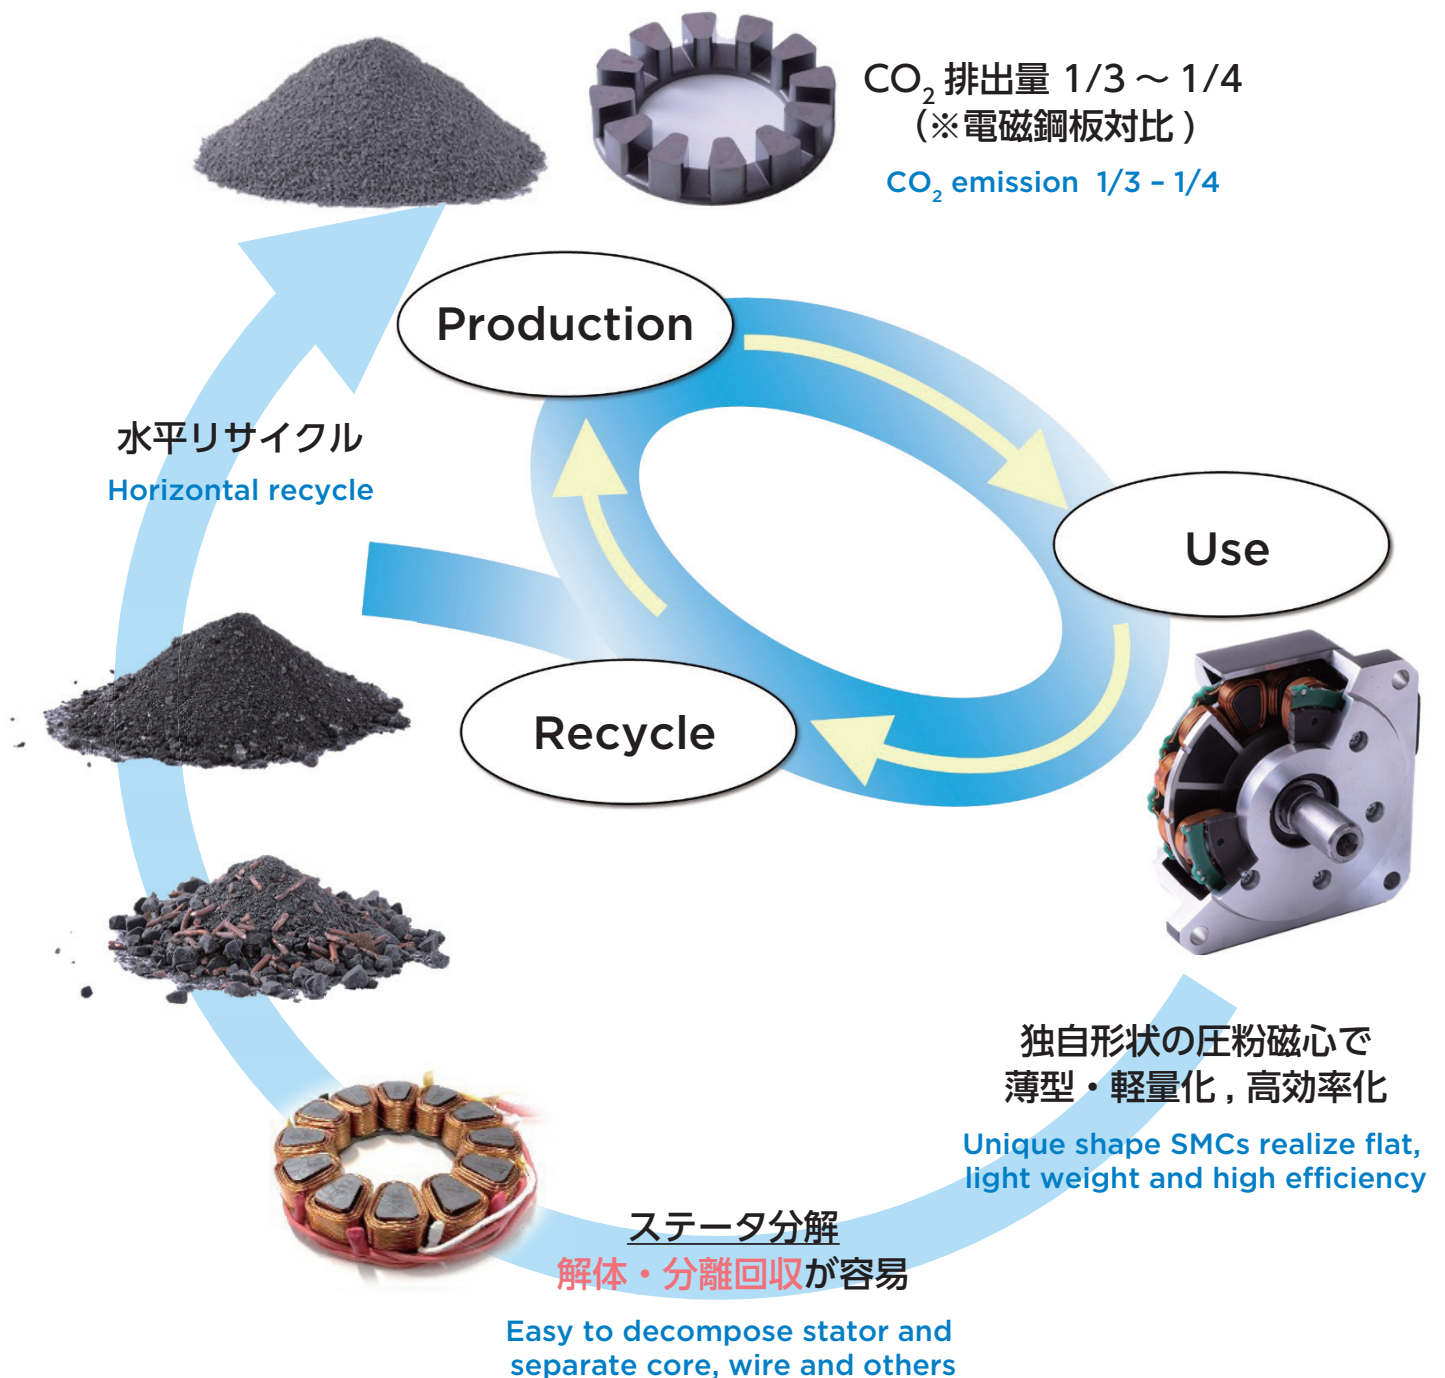 CO₂ 排出量 1/3 ～ 1/4
（※電磁鋼板対比）
CO₂ emission 1/3 – 1/4
Production
水平リサイクル
Horizontal recycle
Use
Recycle
独自形状の圧粉磁心で
薄型・軽量化 , 高効率化
Unique shape SMCs realize flat,
light weight and high efficiency
ステータ分解
解体・分離回収が容易
Easy to decompose stator and
separate core, wire and others